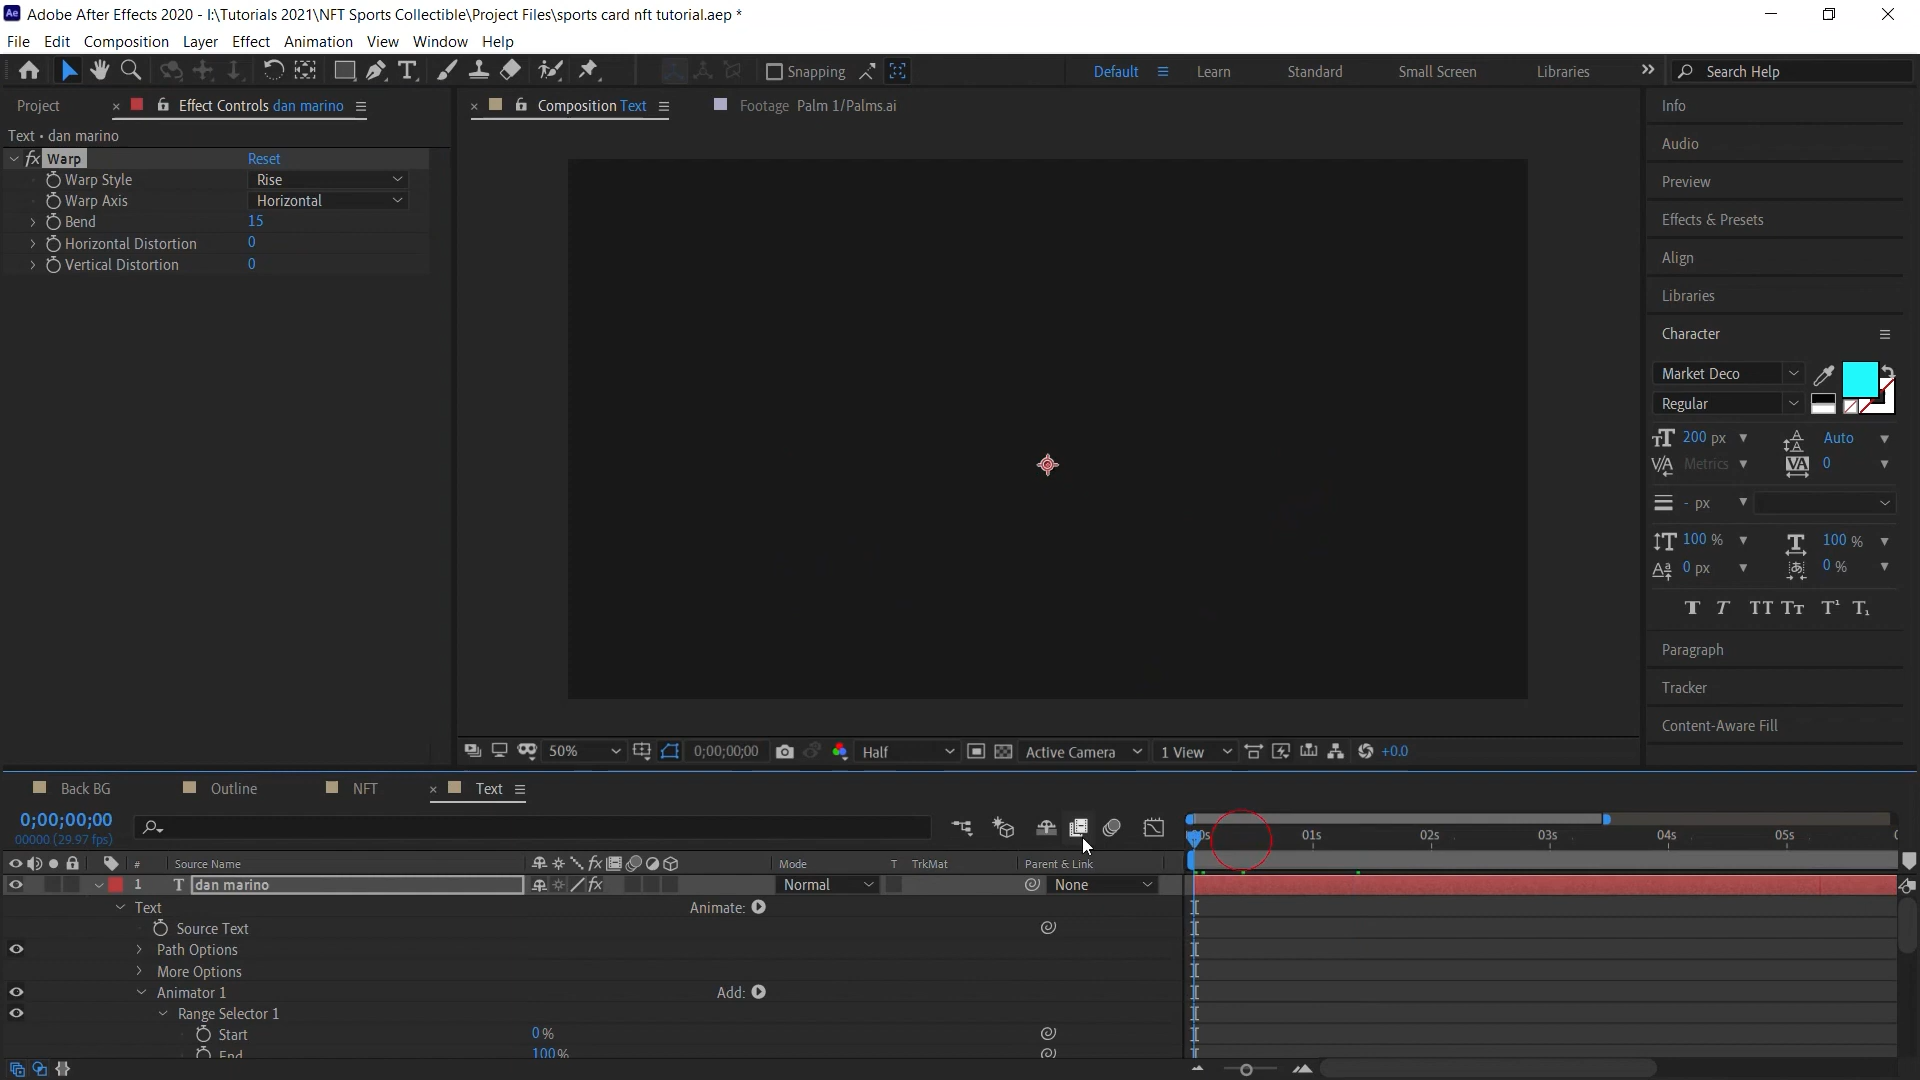 Ae Adobe After Effects 2020 - I:\Tutorials 2021\NFT Sports Collectible\Project Files\sports card nft tutorial.aep *
File Edit Composition Layer Effect Animation View Window Help
Snapping Default Learn Standard Small Screen Libraries Search Help
Project Effect Controls dan marino Composition Text Footage Palm 1/Palms.ai Info
Text • dan marino
fx Warp Reset
Warp Style Rise
Warp Axis Horizontal
Bend 15
Horizontal Distortion 0
Vertical Distortion 0
Audio
Preview
Effects & Presets
Align
Libraries
Character
Market Deco
Regular
200 px Auto
Metrics 0
- px
100 % 100 %
0 px 0 %
T T TT Tt T¹ T₁
Paragraph
Tracker
Content-Aware Fill
50% 0;00;00;00 Half Active Camera 1 View +0.0
Back BG Outline NFT Text
0;00;00;00
00000 (29.97 fps)
00s 01s 02s 03s 04s 05s
# Source Name fx Mode T TrkMat Parent & Link
1 T dan marino fx Normal None
Text Animate:
Source Text
Path Options
More Options
Animator 1 Add:
Range Selector 1
Start 0%
End 100%